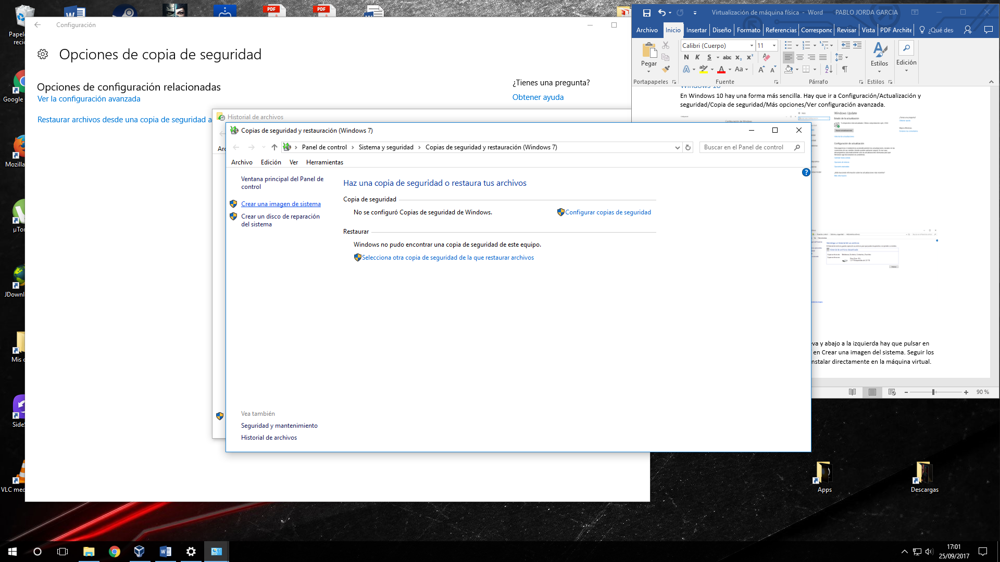 Configuración
Opciones de copia de seguridad
Opciones de configuración relacionadas
Ver la configuración avanzada
Restaurar archivos desde una copia de seguridad a
¿Tienes una pregunta?
Obtener ayuda
Historial de archivos
Copias de seguridad y restauración (Windows 7)
Panel de control
Sistema y seguridad
Copias de seguridad y restauración (Windows 7)
Buscar en el Panel de control
Archivo Edición Ver Herramientas
Ventana principal del Panel de
control
Crear una imagen de sistema
Crear un disco de reparación
del sistema
Haz una copia de seguridad o restaura tus archivos
Copia de seguridad
No se configuró Copias de seguridad de Windows.
Configurar copias de seguridad
Restaurar
Windows no pudo encontrar una copia de seguridad de este equipo.
Selecciona otra copia de seguridad de la que restaurar archivos
Vea también
Seguridad y mantenimiento
Historial de archivos
Virtualización de máquina física - Word
PABLO JORDA GARCIA
Archivo Inicio Insertar Diseño Formato Referencias Correspond Revisar Vista PDF Archite ¿Qué des
Pegar
Calibri (Cuerpo) 11
N K S abc x₂ x²
Aa
Estilos
Edición
Portapapeles
Fuente
Párrafo
Estilos
Windows 10
En Windows 10 hay una forma más sencilla. Hay que ir a Configuración/Actualización y
seguridad/Copia de seguridad/Más opciones/Ver configuración avanzada.
Windows Update
eva y abajo a la izquierda hay que pulsar en
en Crear una imagen del sistema. Seguir los
nstalar directamente en la máquina virtual.
90 %
PDF
PDF
Papele
reci
Google
Mozilla
µTor
JDownl
Mis
Side
VLC med
Apps
Descargas
17:01
25/09/2017